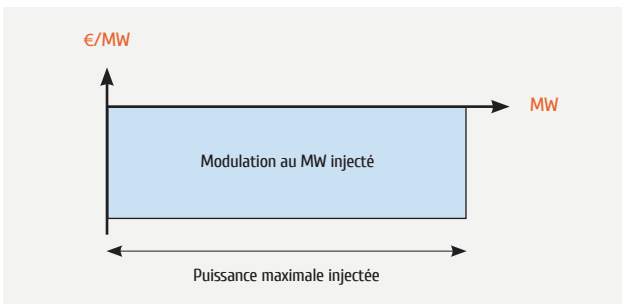 €/MW
MW
Modulation au MW injecté
Puissance maximale injectée